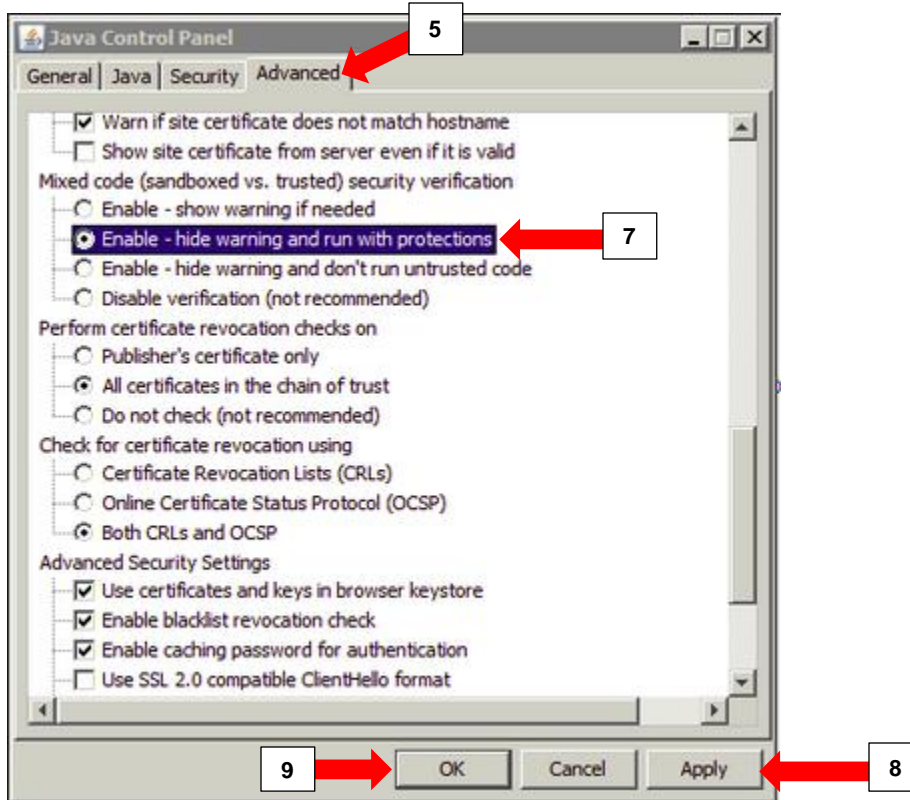 5
Java Control Panel
General Java Security Advanced
Warn if site certificate does not match hostname
Show site certificate from server even if it is valid
Mixed code (sandboxed vs. trusted) security verification
Enable - show warning if needed
Enable - hide warning and run with protections
7
Enable - hide warning and don't run untrusted code
Disable verification (not recommended)
Perform certificate revocation checks on
Publisher's certificate only
All certificates in the chain of trust
Do not check (not recommended)
Check for certificate revocation using
Certificate Revocation Lists (CRLs)
Online Certificate Status Protocol (OCSP)
Both CRLs and OCSP
Advanced Security Settings
Use certificates and keys in browser keystore
Enable blacklist revocation check
Enable caching password for authentication
Use SSL 2.0 compatible ClientHello format
9 OK Cancel Apply 8